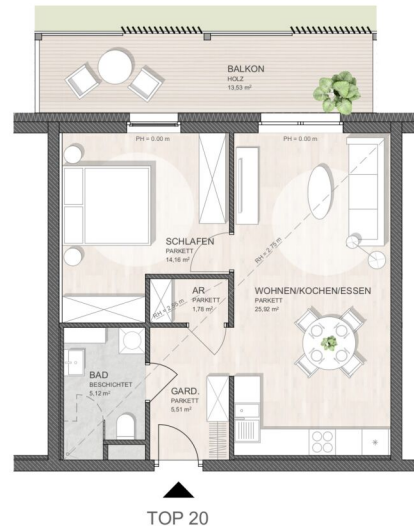 BALKON
HOLZ
13,53 m²
PH = 0.00 m
PH = 0.00 m
SCHLAFEN
PARKETT
14,16 m²
RH = 2.75 m
AR
PARKETT
1,78 m²
WOHNEN/KOCHEN/ESSEN
PARKETT
25,92 m²
BAD
BESCHICHTET
5,12 m²
GARD.
PARKETT
5,51 m²
TOP 20